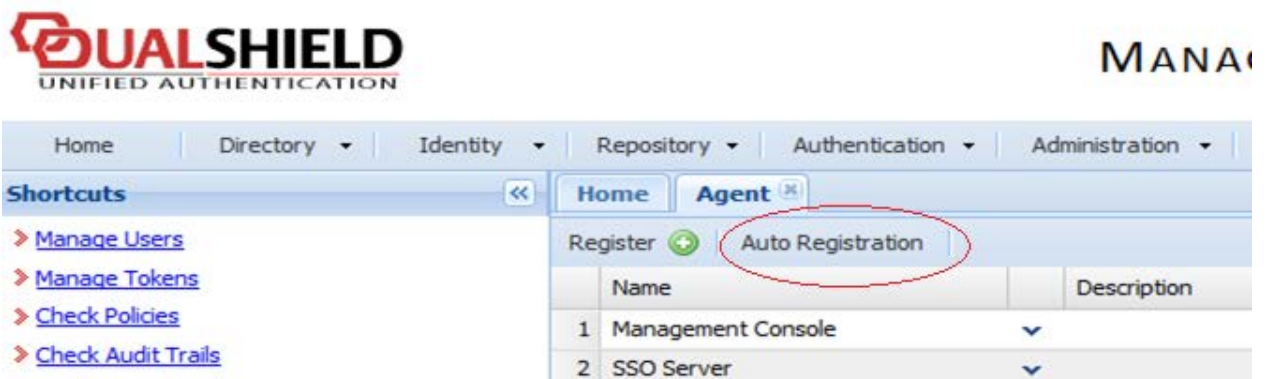 DUALSHIELD
UNIFIED AUTHENTICATION
Home Directory Identity Repository Authentication Administration
Shortcuts
Manage Users
Manage Tokens
Check Policies
Check Audit Trails
Home Agent
Register Auto Registration
Name Description
1 Management Console
2 SSO Server